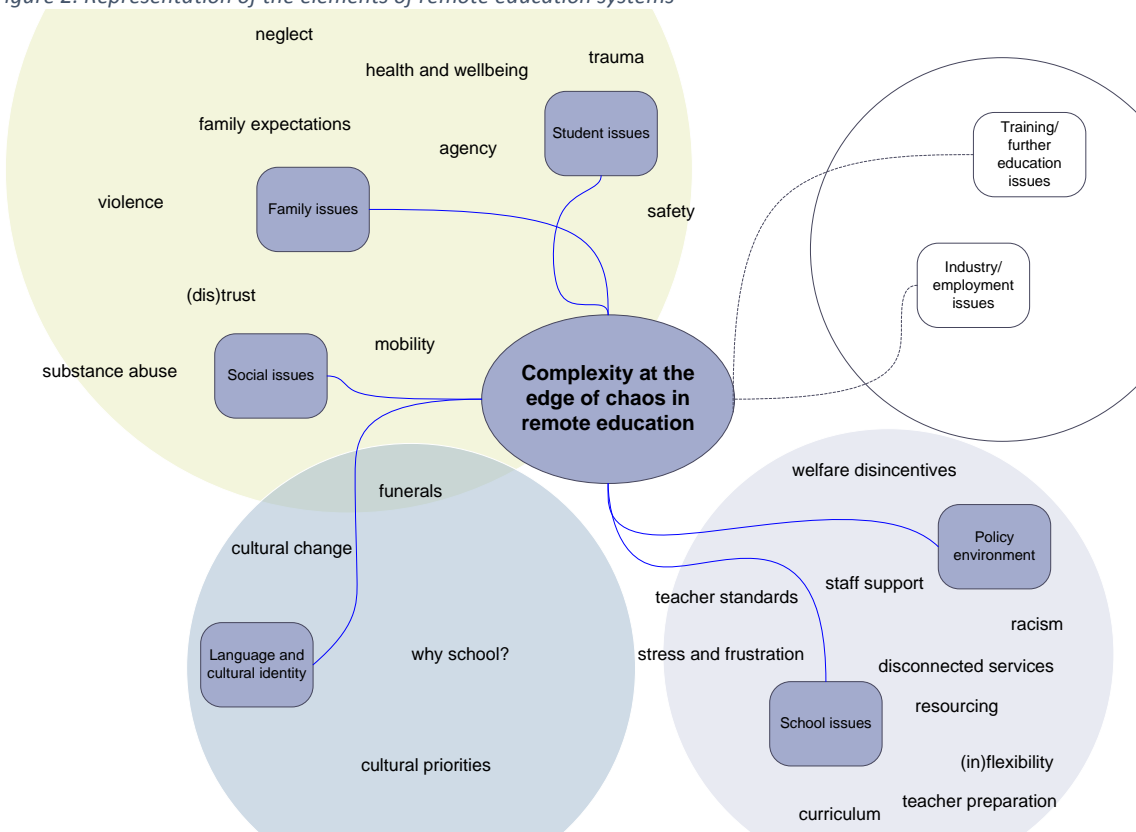 Figure 2: Representation of the elements of remote education systems
neglect
trauma
health and wellbeing
family expectations
agency
Student issues
Training/
further
education
issues
violence
Family issues
safety
Industry/
employment
issues
(dis)trust
mobility
substance abuse
Social issues
Complexity at the
edge of chaos in
remote education
welfare disincentives
funerals
cultural change
Policy
environment
staff support
teacher standards
racism
Language and
cultural identity
why school?
stress and frustration
disconnected services
resourcing
School issues
cultural priorities
(in)flexibility
teacher preparation
curriculum